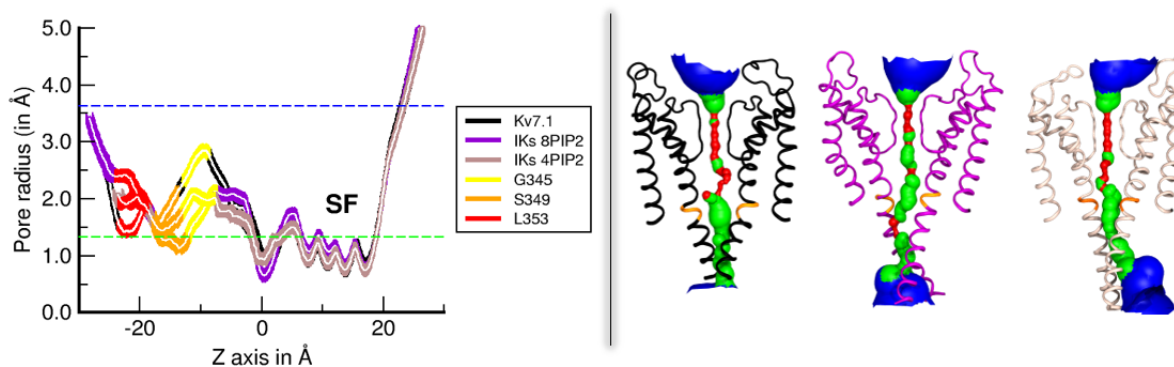 Pore radius (in Å)
5.0
4.0
3.0
2.0
1.0
0.0
SF
-20
0
20
Z axis in Å
Kv7.1
IKs 8PIP2
IKs 4PIP2
G345
S349
L353